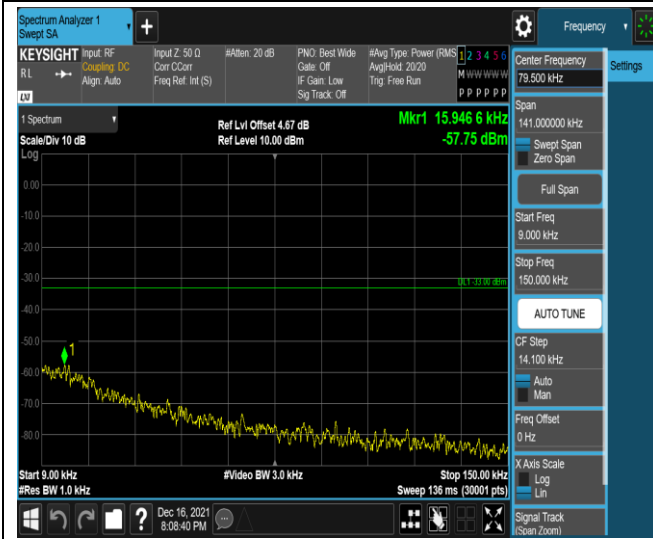 Spectrum Analyzer 1
Swept SA
+
Frequency
KEYSIGHT
RL
LXI
Input: RF
Coupling: DC
Align: Auto
Input Z: 50 Ω
Corr CCorr
Freq Ref: Int (S)
#Atten: 20 dB
PNO: Best Wide
Gate: Off
IF Gain: Low
Sig Track: Off
#Avg Type: Power (RMS
Avg|Hold: 20/20
Trig: Free Run
1 2 3 4 5 6
M W W W W W
P P P P P P
1 Spectrum
Scale/Div 10 dB
Log
Ref Lvl Offset 4.67 dB
Ref Level 10.00 dBm
Mkr1 15.946 6 kHz
-57.75 dBm
0.00
-10.0
-20.0
-30.0
DL1 -33.00 dBm
-40.0
-50.0
1
-60.0
-70.0
-80.0
Start 9.00 kHz
#Video BW 3.0 kHz
Stop 150.00 kHz
#Res BW 1.0 kHz
Sweep 136 ms (30001 pts)
?
Dec 16, 2021
8:08:40 PM
Settings
Center Frequency
79.500 kHz
Span
141.000000 kHz
Swept Span
Zero Span
Full Span
Start Freq
9.000 kHz
Stop Freq
150.000 kHz
AUTO TUNE
CF Step
14.100 kHz
Auto
Man
Freq Offset
0 Hz
X Axis Scale
Log
Lin
Signal Track
(Span Zoom)